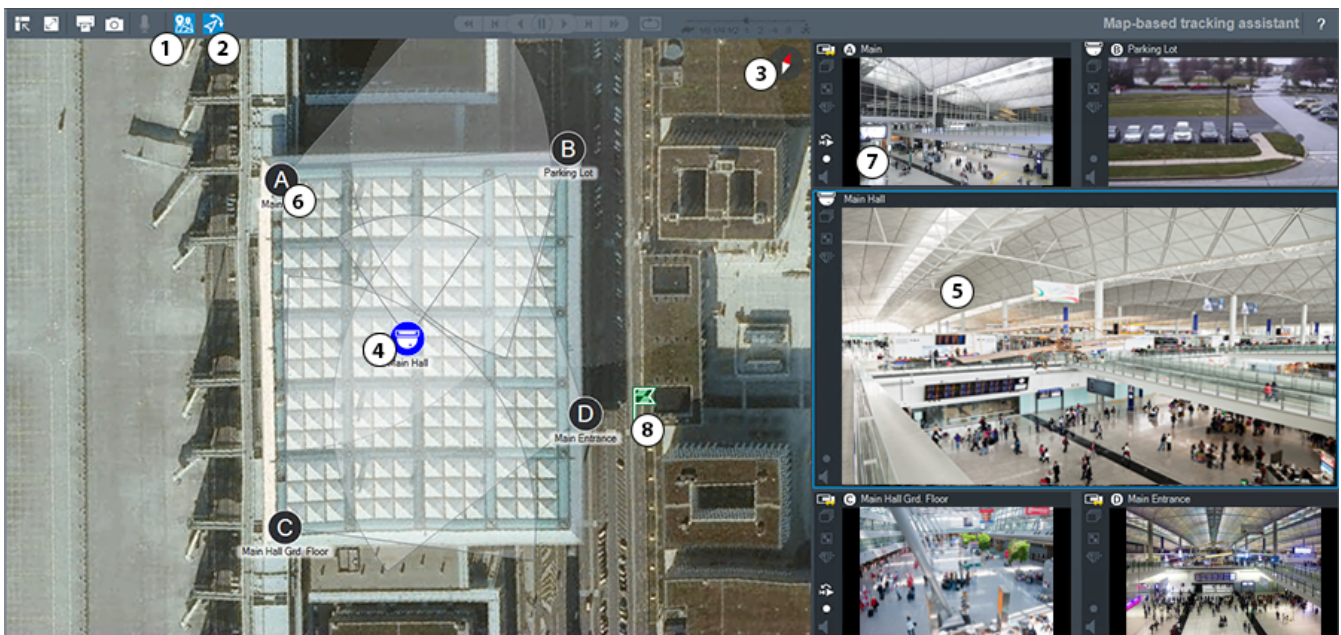 Map-based tracking assistant ?
1
2
3
A Main
B Parking Lot
B
Parking Lot
A
Main
6
7
Main Hall
5
4
Main Hall
D
Main Entrance
8
C
Main Hall Grd. Floor
C Main Hall Grd. Floor
D Main Entrance